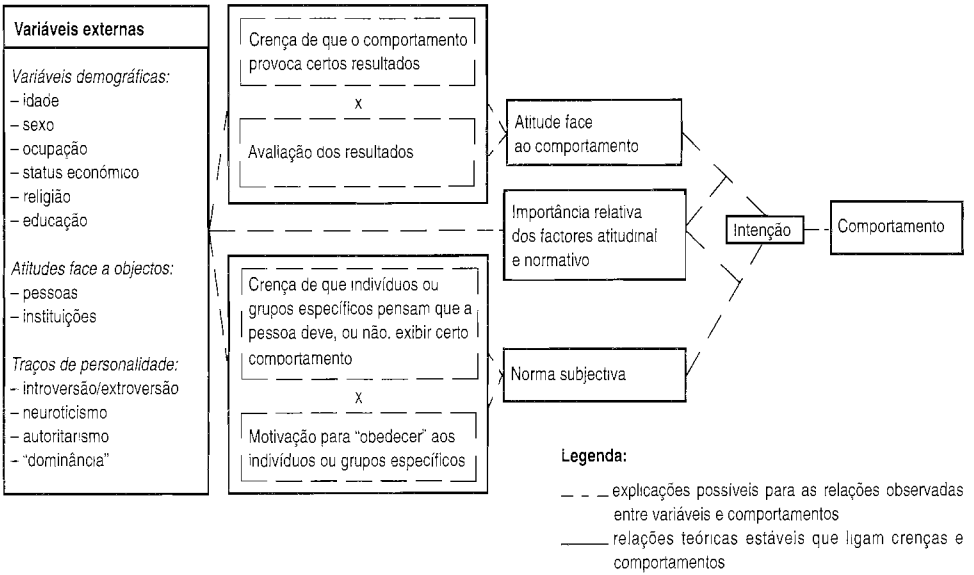 Variáveis externas
Variáveis demográficas:
– idade
– sexo
– ocupação
– status económico
– religião
– educação
Atitudes face a objectos:
– pessoas
– instituições
Traços de personalidade:
– introversão/extroversão
– neuroticismo
– autoritarismo
– “dominância”
Crença de que o comportamento
provoca certos resultados
x
Avaliação dos resultados
Crença de que indivíduos ou
grupos específicos pensam que a
pessoa deve, ou não, exibir certo
comportamento
x
Motivação para “obedecer” aos
indivíduos ou grupos específicos
Atitude face
ao comportamento
Importância relativa
dos factores atitudinal
e normativo
Norma subjectiva
Intenção
Comportamento
Legenda:
explicações possíveis para as relações observadas
entre variáveis e comportamentos
relações teóricas estáveis que ligam crenças e
comportamentos